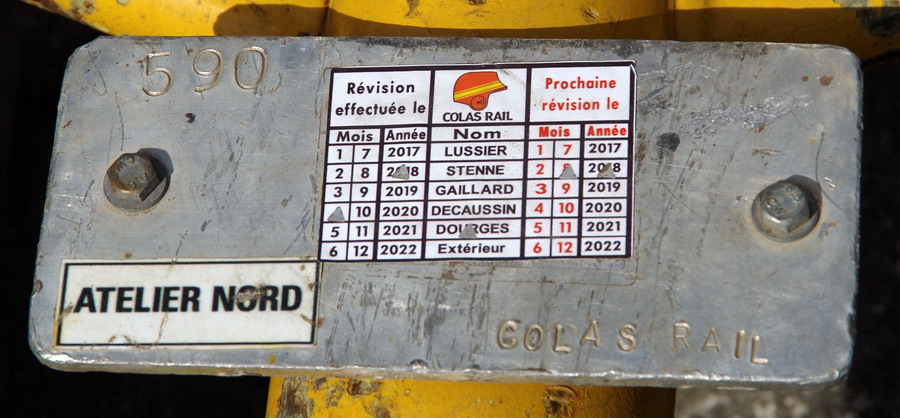 590
Révision
effectuée le
COLAS RAIL
Prochaine
révision le
Mois Année Nom Mois Année
1 7 2017 LUSSIER 1 7 2017
2 8 2018 STENNE 2 8 2018
3 9 2019 GAILLARD 3 9 2019
10 2020 DECAUSSIN 4 10 2020
5 11 2021 DOURGES 5 11 2021
6 12 2022 Extérieur 6 12 2022
ATELIER NORD
COLAS RAIL